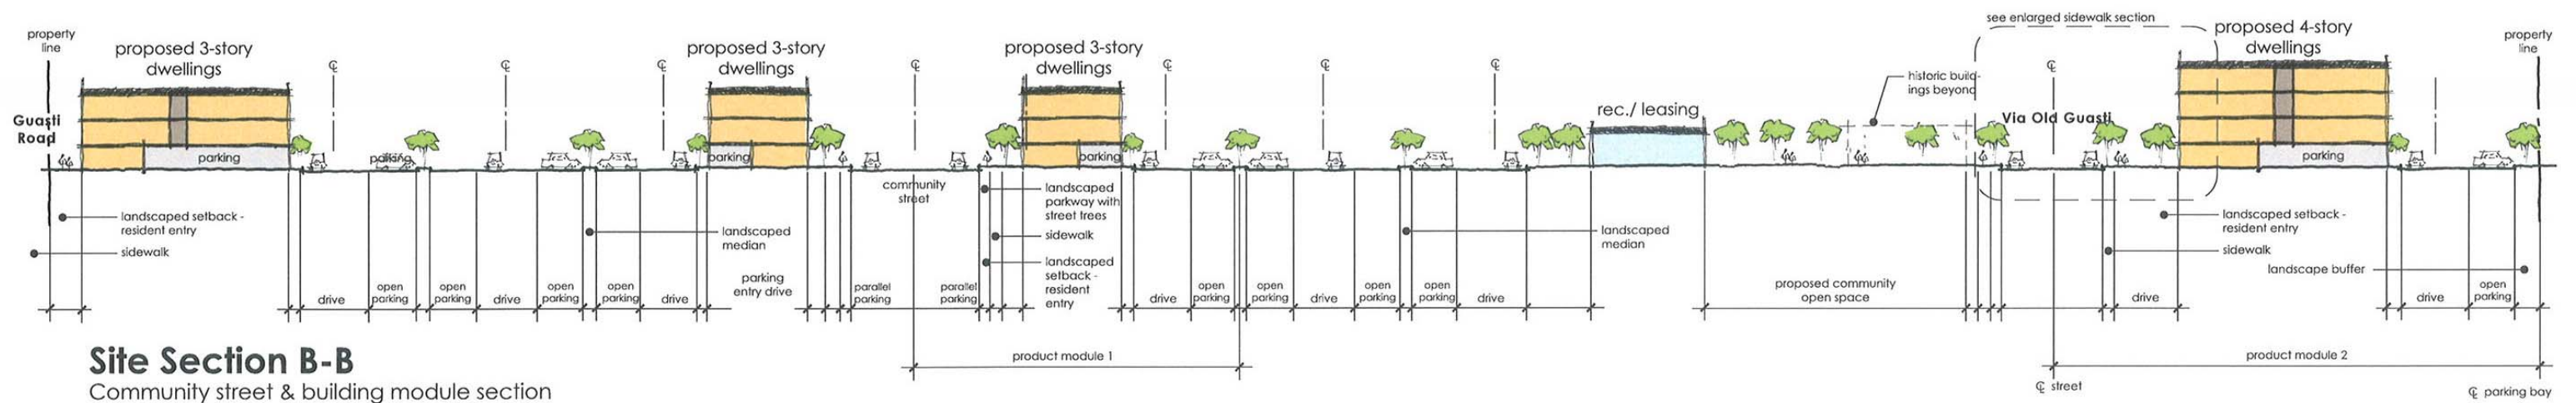 see enlarged sidewalk section
property
line
proposed 3-story
dwellings
proposed 3-story
dwellings
proposed 3-story
dwellings
proposed 4-story
dwellings
property
line
℄
℄
℄
℄
℄
℄
℄
℄
historic build-
ings beyond
rec./ leasing
Guasti
Road
Via Old Guasti
parking
parking
parking
parking
parking
community
street
landscaped setback -
resident entry
sidewalk
landscaped
median
landscaped
parkway with
street trees
sidewalk
landscaped
setback -
resident
entry
landscaped
median
landscaped setback -
resident entry
sidewalk
landscape buffer
drive
open
parking
open
parking
drive
open
parking
open
parking
drive
parking
entry drive
parallel
parking
parallel
parking
drive
open
parking
open
parking
drive
open
parking
open
parking
drive
proposed community
open space
drive
drive
open
parking
product module 1
product module 2
℄ street
℄ parking bay
Site Section B-B
Community street & building module section